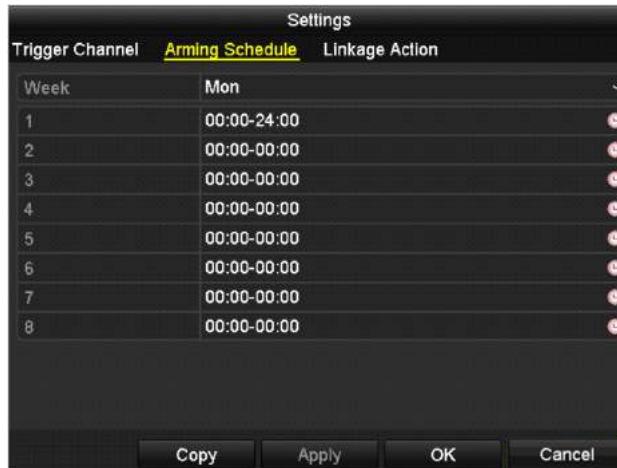 Settings
Trigger Channel Arming Schedule Linkage Action
Week Mon
1 00:00-24:00
2 00:00-00:00
3 00:00-00:00
4 00:00-00:00
5 00:00-00:00
6 00:00-00:00
7 00:00-00:00
8 00:00-00:00
Copy Apply OK Cancel